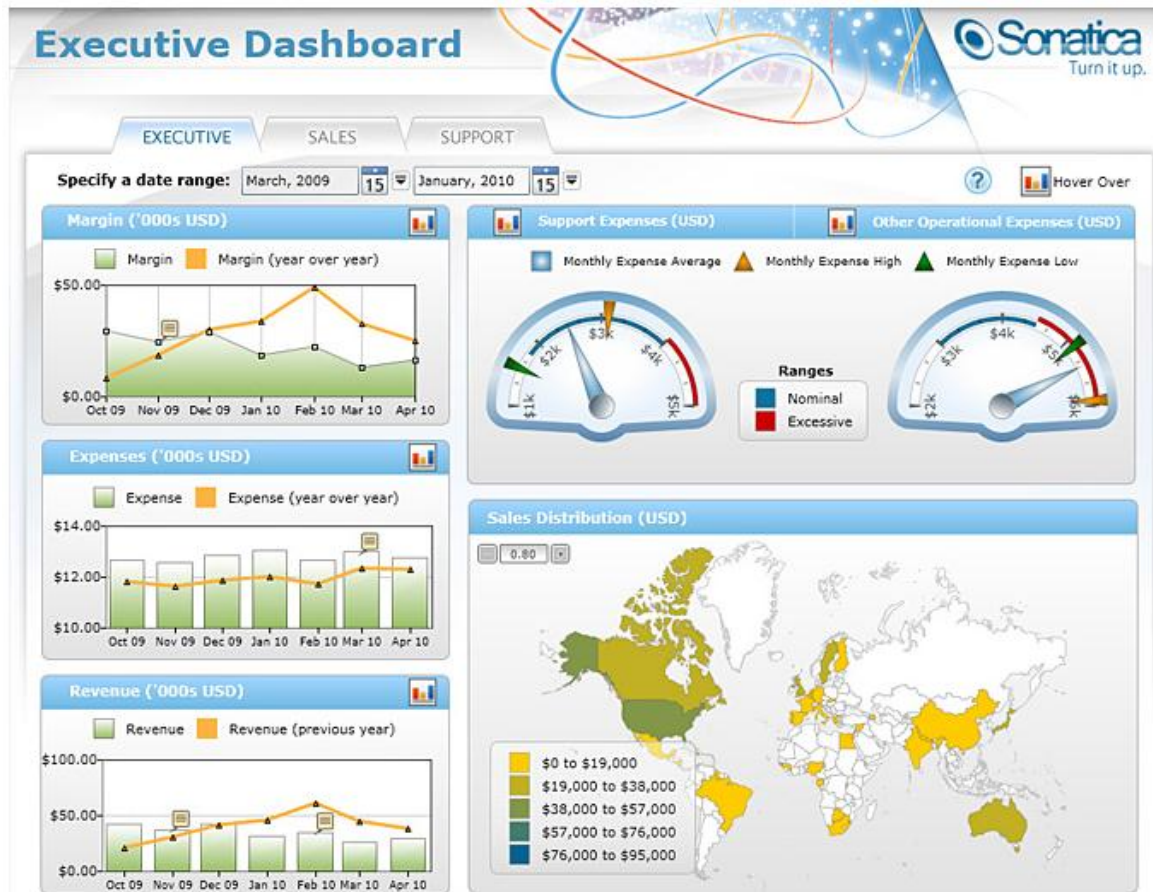 Executive Dashboard
Sonatica
Turn it up.
EXECUTIVE
SALES
SUPPORT
Specify a date range:
March, 2009
15
January, 2010
15
?
Hover Over
Margin ('000s USD)
Margin
Margin (year over year)
$50.00
$0.00
Oct 09 Nov 09 Dec 09 Jan 10 Feb 10 Mar 10 Apr 10
Expenses ('000s USD)
Expense
Expense (year over year)
$14.00
$12.00
$10.00
Oct 09 Nov 09 Dec 09 Jan 10 Feb 10 Mar 10 Apr 10
Revenue ('000s USD)
Revenue
Revenue (previous year)
$100.00
$50.00
$0.00
Oct 09 Nov 09 Dec 09 Jan 10 Feb 10 Mar 10 Apr 10
Support Expenses (USD)
Other Operational Expenses (USD)
Monthly Expense Average
Monthly Expense High
Monthly Expense Low
$1k
$2k
$3k
$4k
$5k
Ranges
Nominal
Excessive
$2k
$3k
$4k
$5k
$6k
Sales Distribution (USD)
0.80
$0 to $19,000
$19,000 to $38,000
$38,000 to $57,000
$57,000 to $76,000
$76,000 to $95,000